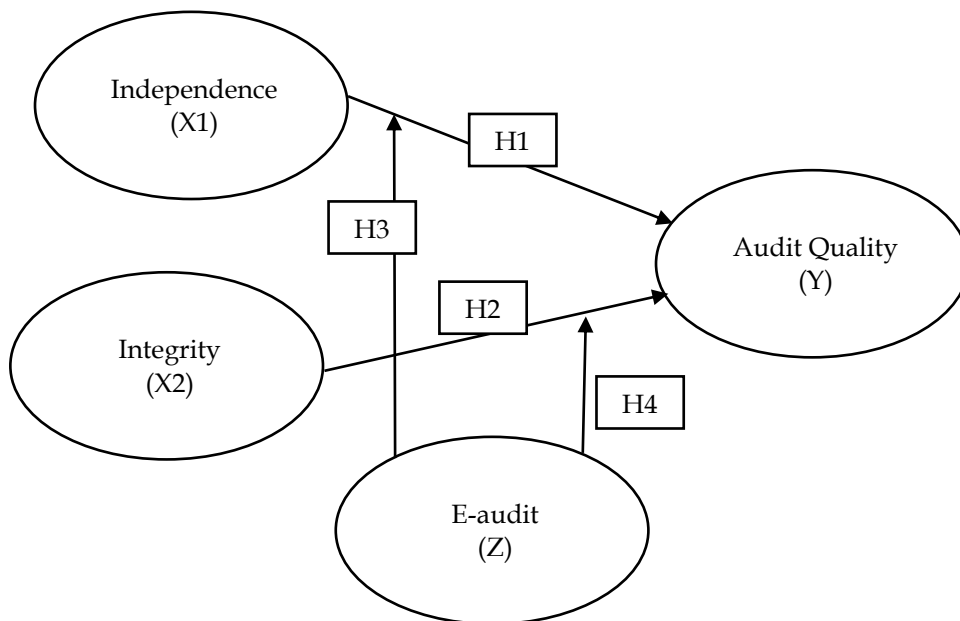 Independence
(X1)
H1
H3
Audit Quality
(Y)
H2
Integrity
(X2)
H4
E-audit
(Z)